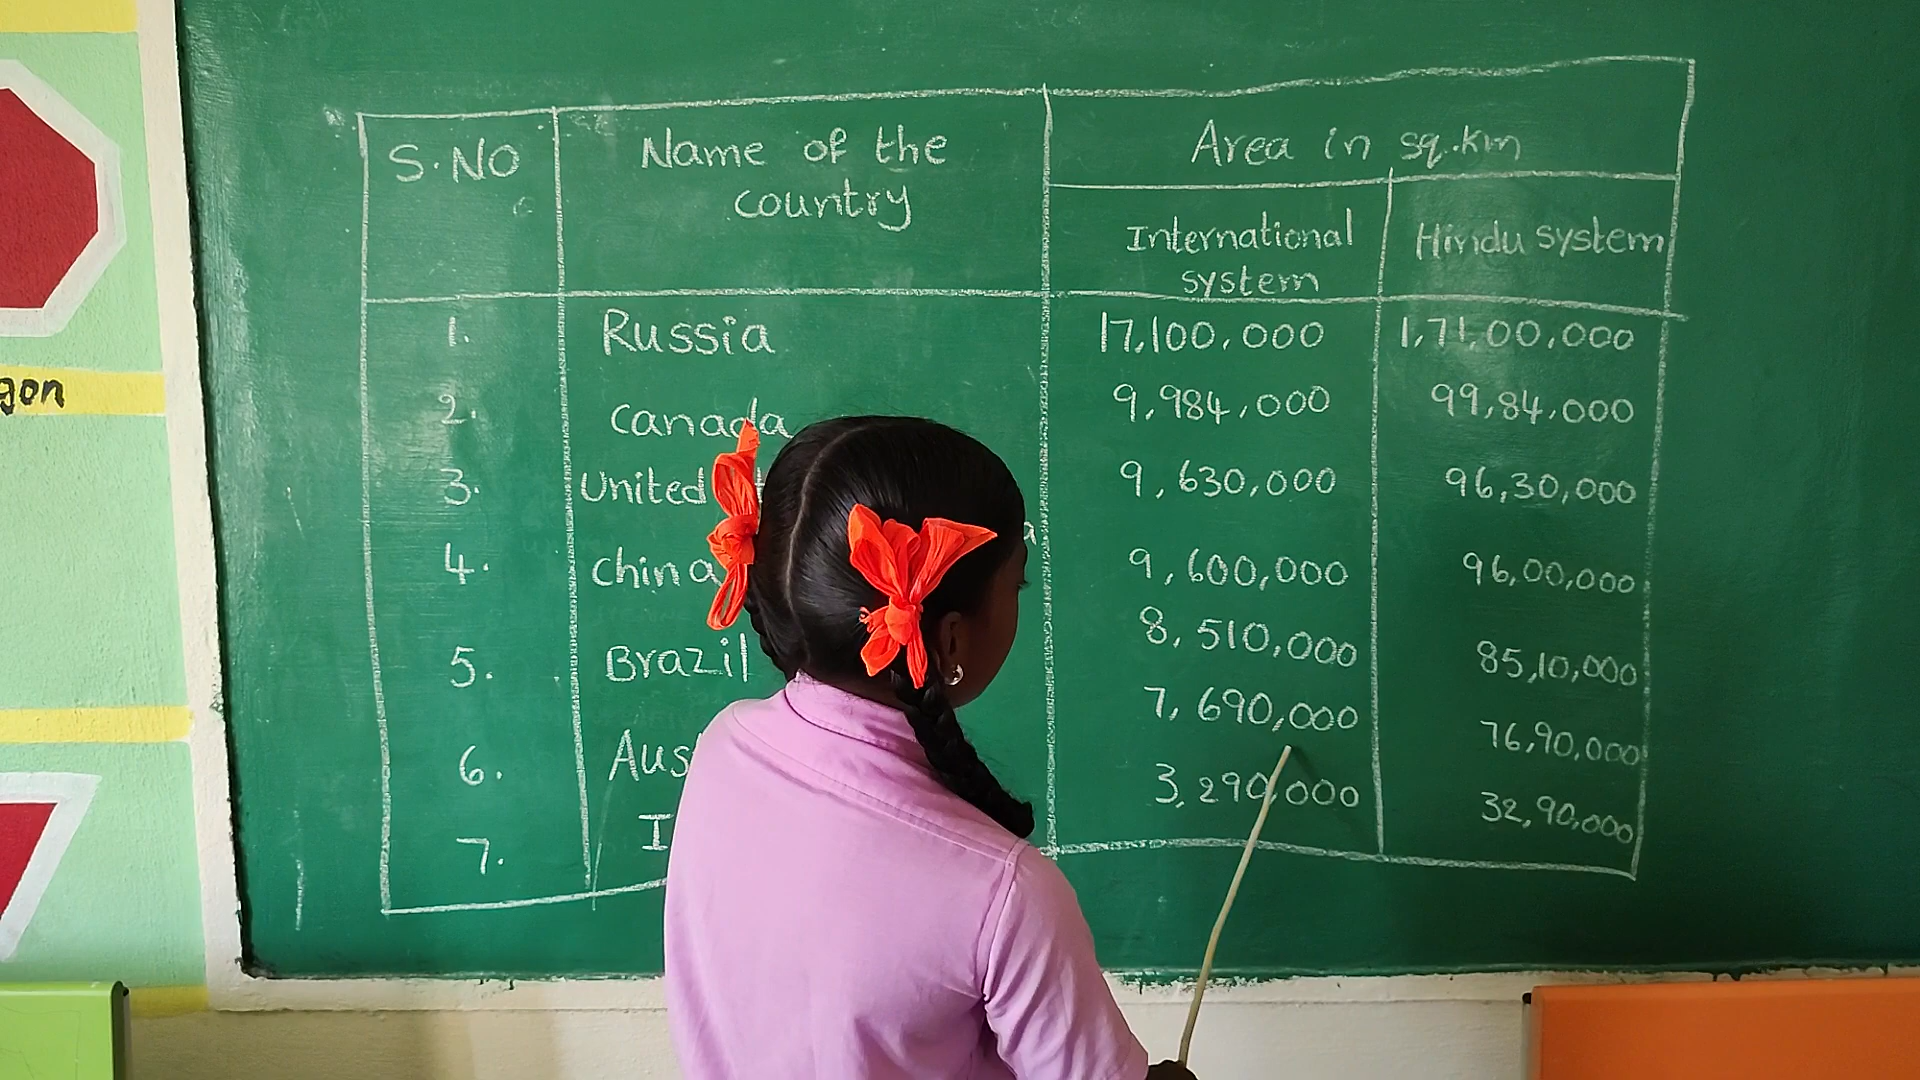 gon
S.NO
Name of the
country
Area in sq.km
International
system
Hindu system
1. Russia 17,100,000 1,71,00,000
2. Canada 9,984,000 99,84,000
3. United 9,630,000 96,30,000
4. China 9,600,000 96,00,000
5. Brazil 8,510,000 85,10,000
6. Aus 7,690,000 76,90,000
7. I 3,290,000 32,90,000